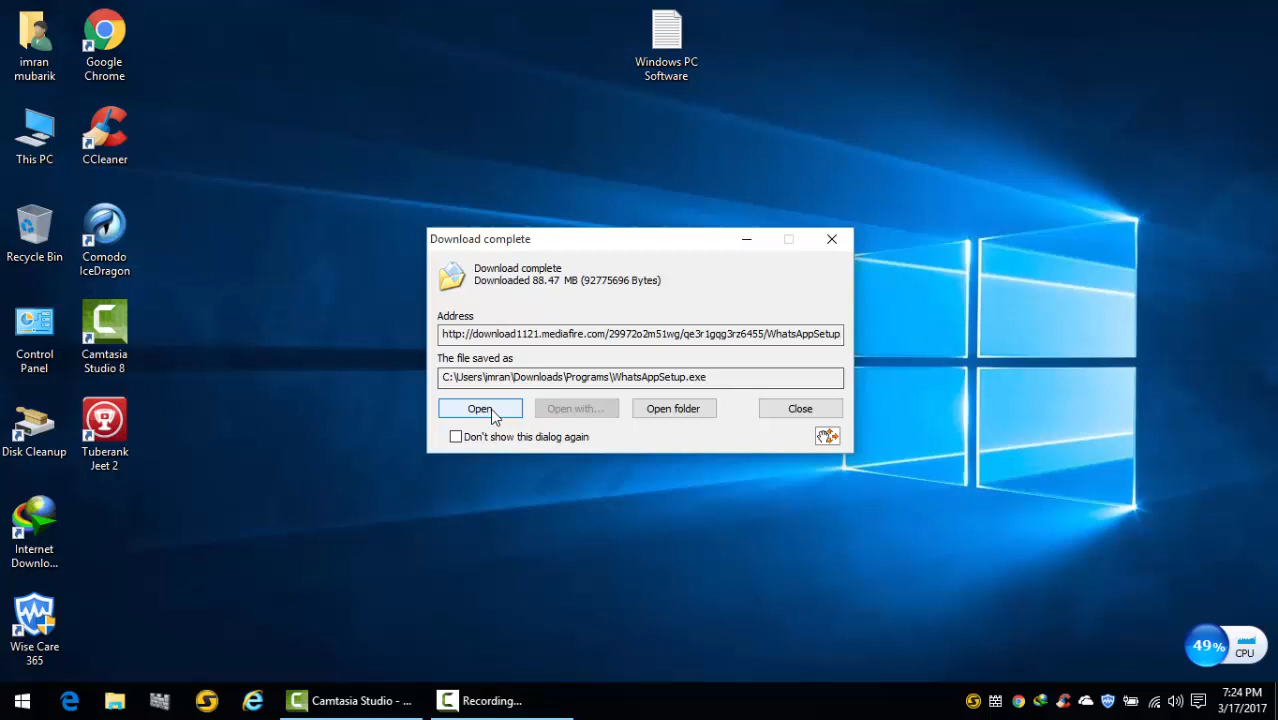 imran
mubarik
Google
Chrome
Windows PC
Software
This PC
CCleaner
Recycle Bin
Comodo
IceDragon
Control
Panel
Camtasia
Studio 8
Disk Cleanup
Tuberank
Jeet 2
Internet
Downlo...
Wise Care
365
Download complete
Download complete
Downloaded 88.47 MB (92775696 Bytes)
Address
http://download1121.mediafire.com/29972o2m51wg/qe3r1gqg3rz6455/WhatsAppSetup
The file saved as
C:\Users\imran\Downloads\Programs\WhatsAppSetup.exe
Open
Open with...
Open folder
Close
Don't show this dialog again
49%
CPU
Camtasia Studio - ...
Recording...
7:24 PM
3/17/2017